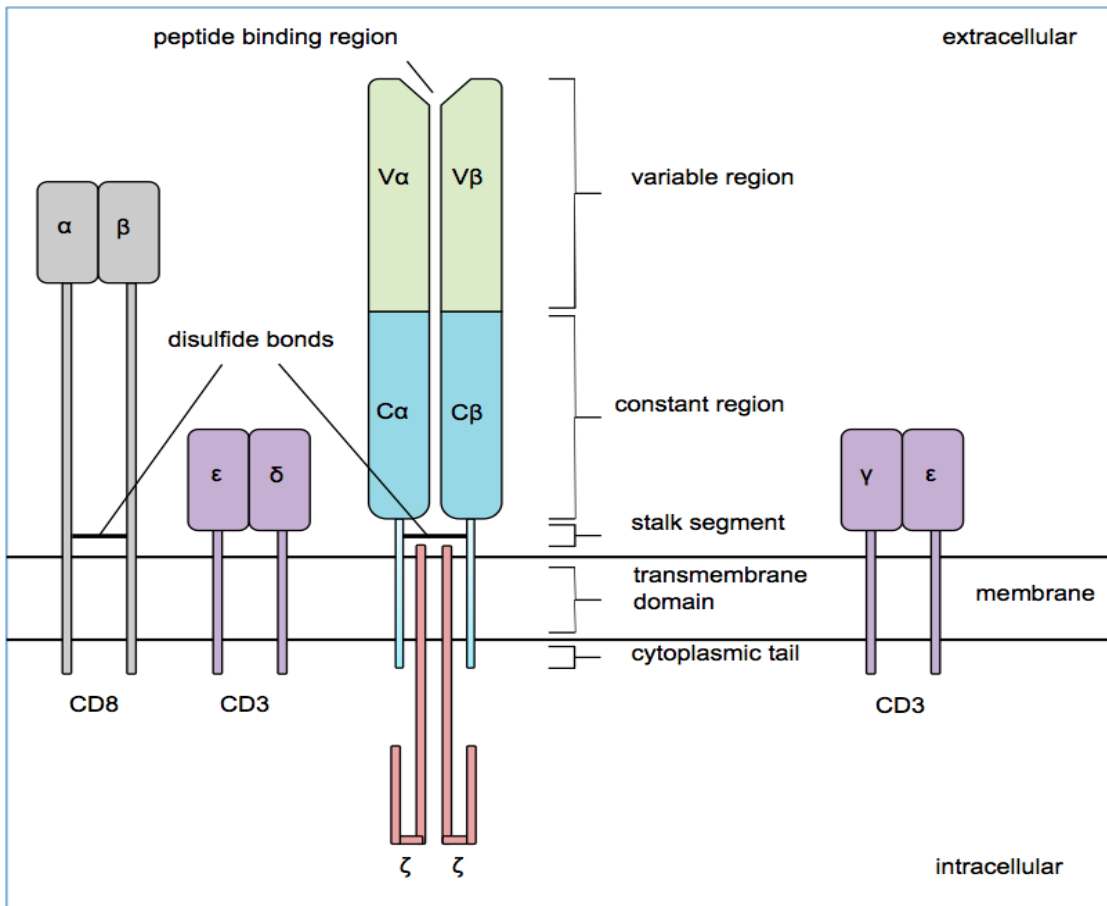 peptide binding region
extracellular
Vα
Vβ
variable region
α
β
disulfide bonds
Cα
Cβ
constant region
ε
δ
γ
ε
stalk segment
transmembrane
domain
membrane
cytoplasmic tail
CD8
CD3
CD3
ζ
ζ
intracellular